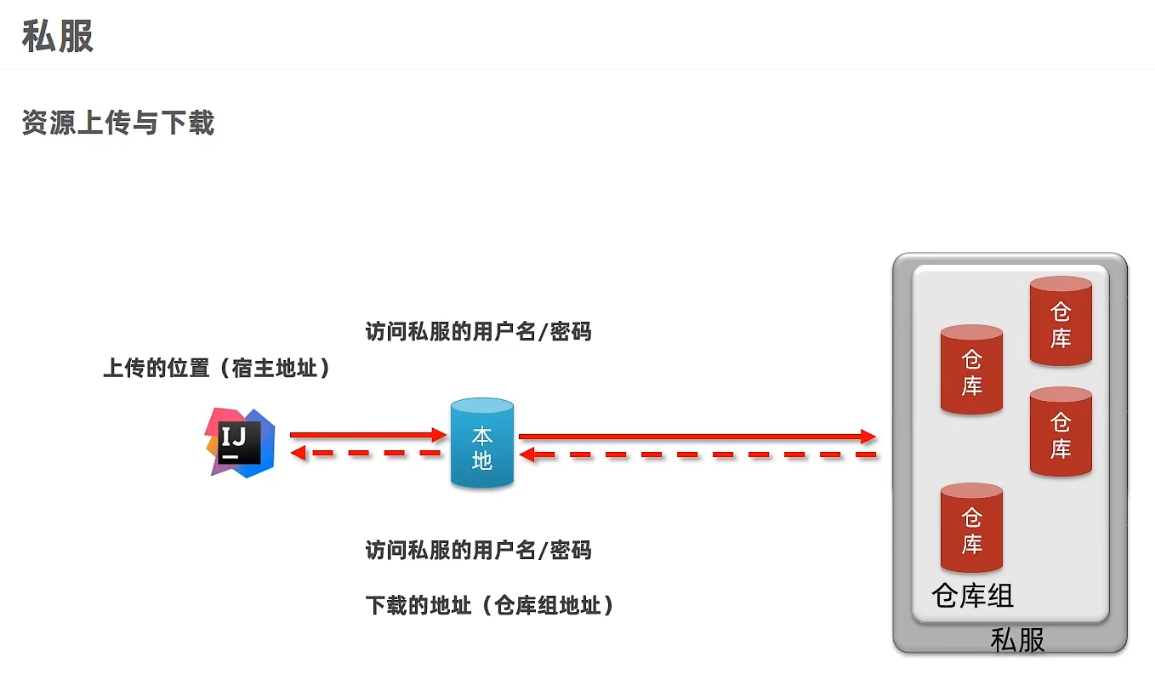 私服
资源上传与下载
访问私服的用户名/密码
上传的位置（宿主地址）
IJ
本
地
仓
库
仓
库
仓
库
仓
库
访问私服的用户名/密码
下载的地址（仓库组地址）
仓库组
私服